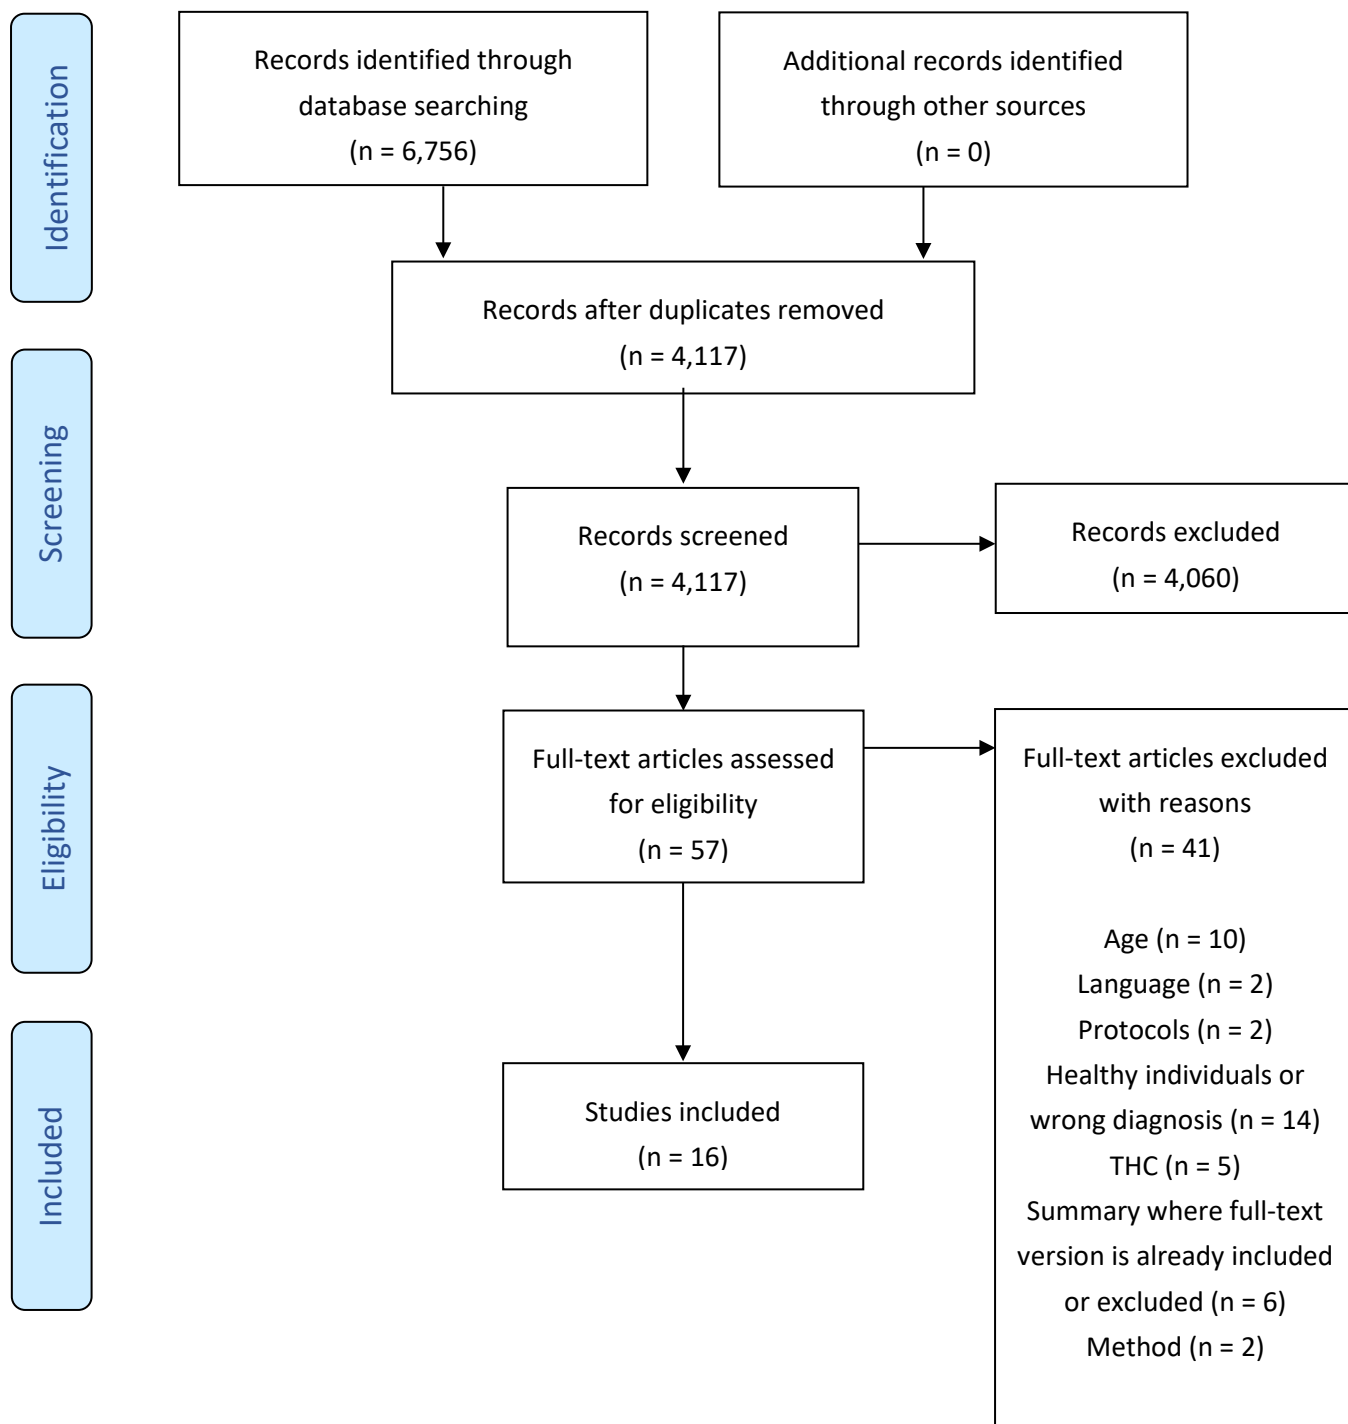 Identification
Records identified through
database searching
(n = 6,756)
Additional records identified
through other sources
(n = 0)
Records after duplicates removed
(n = 4,117)
Screening
Records screened
(n = 4,117)
Records excluded
(n = 4,060)
Eligibility
Full-text articles assessed
for eligibility
(n = 57)
Full-text articles excluded
with reasons
(n = 41)
Age (n = 10)
Language (n = 2)
Protocols (n = 2)
Healthy individuals or
wrong diagnosis (n = 14)
THC (n = 5)
Summary where full-text
version is already included
or excluded (n = 6)
Method (n = 2)
Included
Studies included
(n = 16)